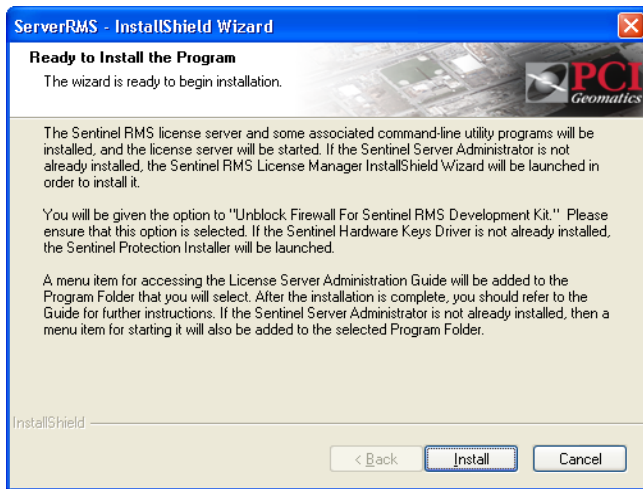 ServerRMS - InstallShield Wizard
Ready to Install the Program
The wizard is ready to begin installation.
PCI
Geomatics
The Sentinel RMS license server and some associated command-line utility programs will be
installed, and the license server will be started. If the Sentinel Server Administrator is not
already installed, the Sentinel RMS License Manager InstallShield Wizard will be launched in
order to install it.
You will be given the option to "Unblock Firewall For Sentinel RMS Development Kit." Please
ensure that this option is selected. If the Sentinel Hardware Keys Driver is not already installed,
the Sentinel Protection Installer will be launched.
A menu item for accessing the License Server Administration Guide will be added to the
Program Folder that you will select. After the installation is complete, you should refer to the
Guide for further instructions. If the Sentinel Server Administrator is not already installed, then a
menu item for starting it will also be added to the selected Program Folder.
InstallShield
< Back
Install
Cancel